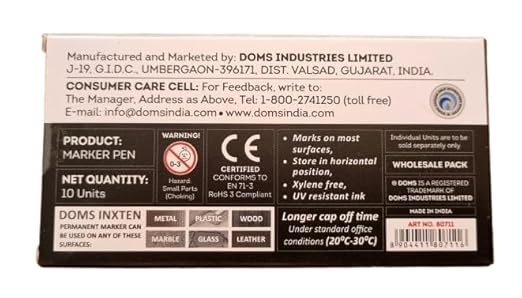 Manufactured and Marketed by: DOMS INDUSTRIES LIMITED
J-19, G.I.D.C., UMBERGAON-396171, DIST. VALSAD, GUJARAT, INDIA.
CONSUMER CARE CELL: For Feedback, write to:
The Manager, Address as Above, Tel: 1-800-2741250 (toll free)
E-mail: info@domsindia.com • www.domsindia.com
PRODUCT:
MARKER PEN
NET QUANTITY:
10 Units
WARNING!
0-3
Hazard:
Small Parts
(Choking)
CE
CERTIFIED
CONFORMS TO
EN 71-3
RoHS 3 Compliant
• Marks on most
surfaces,
• Store in horizontal
position,
• Xylene free,
• UV resistant ink
Individual Units are to be
sold separately only
WHOLESALE PACK
® DOMS IS A REGISTERED
TRADEMARK OF
DOMS INDUSTRIES LIMITED
MADE IN INDIA
DOMS INXTEN
PERMANENT MARKER CAN
BE USED ON ANY OF THESE
SURFACES
METAL
PLASTIC
WOOD
MARBLE
GLASS
LEATHER
Longer cap off time
Under standard office
conditions (20ºC-30ºC)
ART NO. 80711
8904411807116